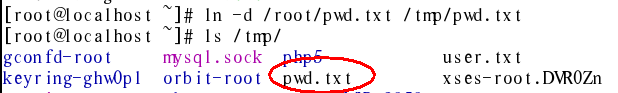 [root@localhost ~]# ln -d /root/pwd.txt /tmp/pwd.txt
[root@localhost ~]# ls /tmp/
gconfd-root mysql.sock php5 user.txt
keyring-ghw0pl orbit-root pwd.txt xses-root.DVR0Zn